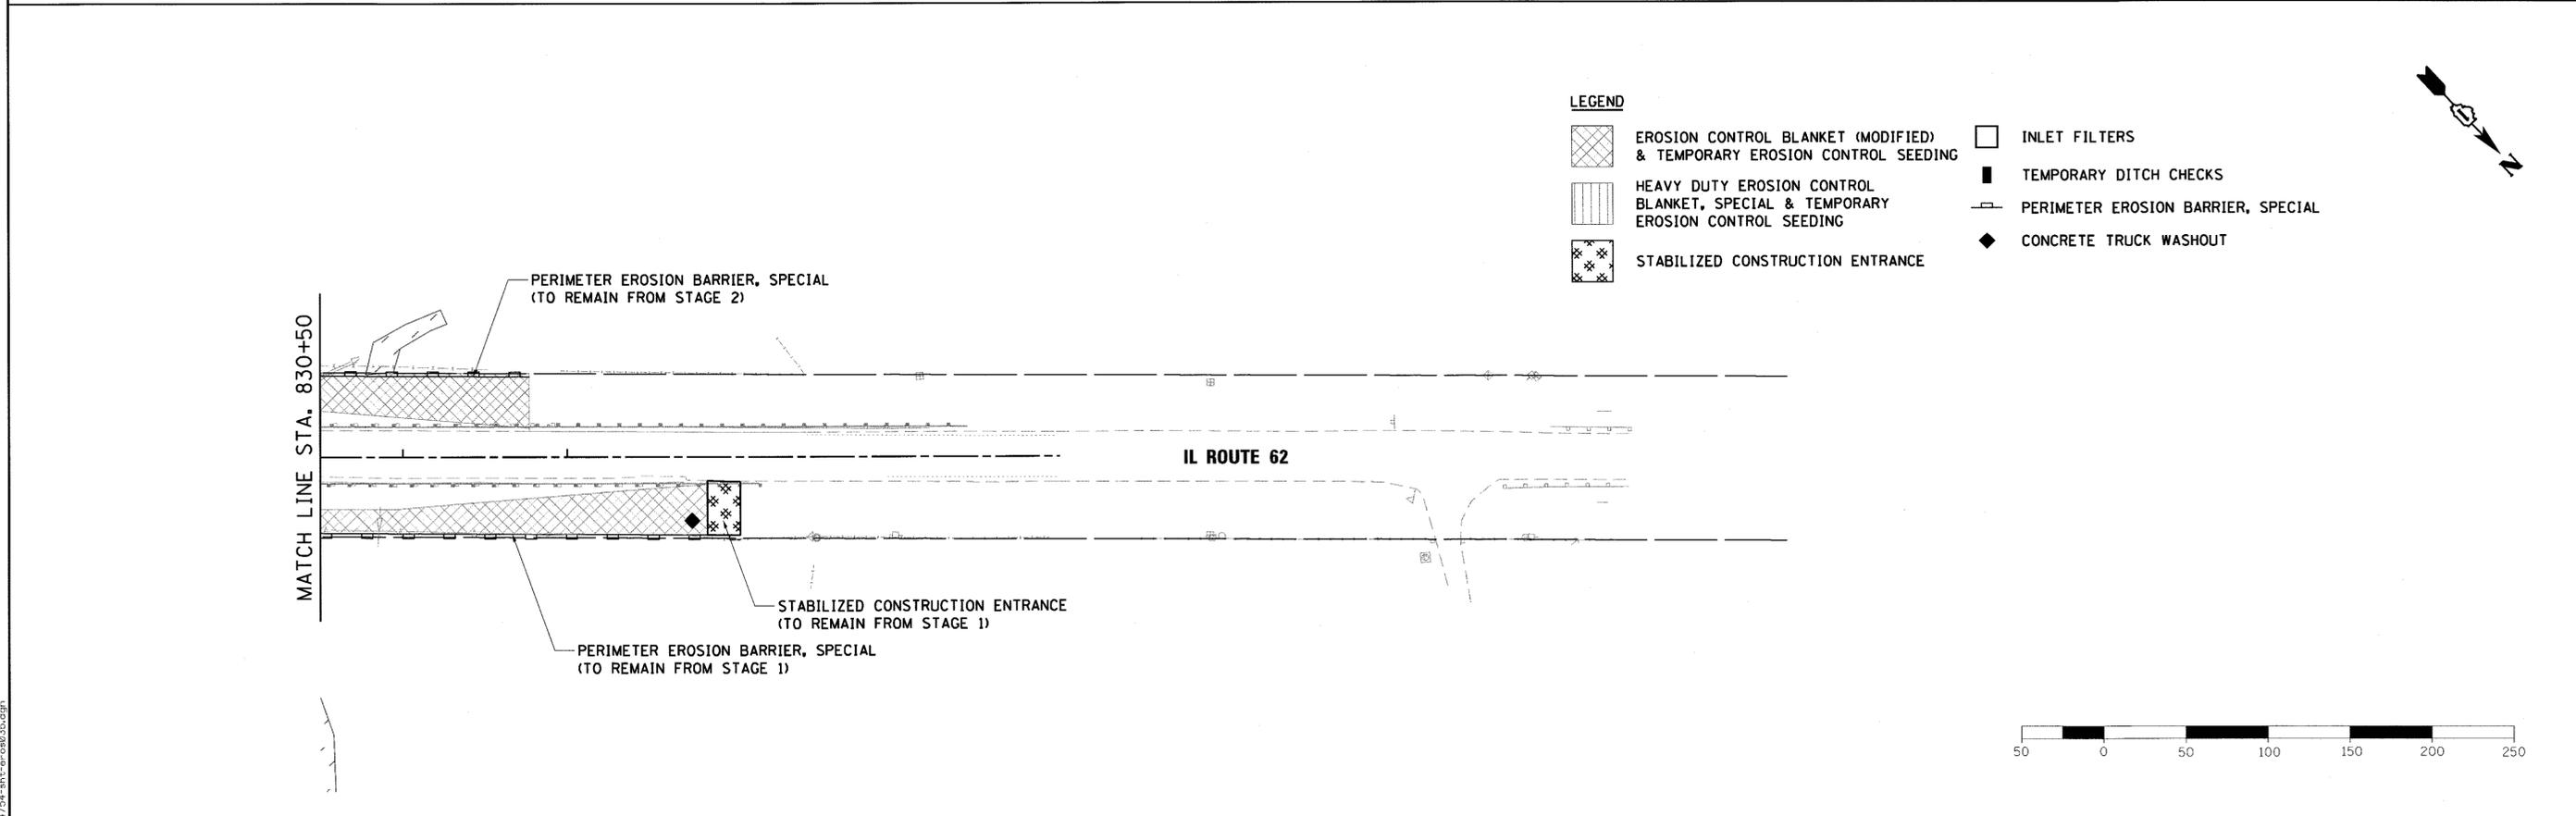 LEGEND
EROSION CONTROL BLANKET (MODIFIED)
& TEMPORARY EROSION CONTROL SEEDING
HEAVY DUTY EROSION CONTROL
BLANKET, SPECIAL & TEMPORARY
EROSION CONTROL SEEDING
STABILIZED CONSTRUCTION ENTRANCE
INLET FILTERS
TEMPORARY DITCH CHECKS
PERIMETER EROSION BARRIER, SPECIAL
CONCRETE TRUCK WASHOUT
N
PERIMETER EROSION BARRIER, SPECIAL
(TO REMAIN FROM STAGE 2)
MATCH LINE STA. 830+50
IL ROUTE 62
STABILIZED CONSTRUCTION ENTRANCE
(TO REMAIN FROM STAGE 1)
PERIMETER EROSION BARRIER, SPECIAL
(TO REMAIN FROM STAGE 1)
50 0 50 100 150 200 250